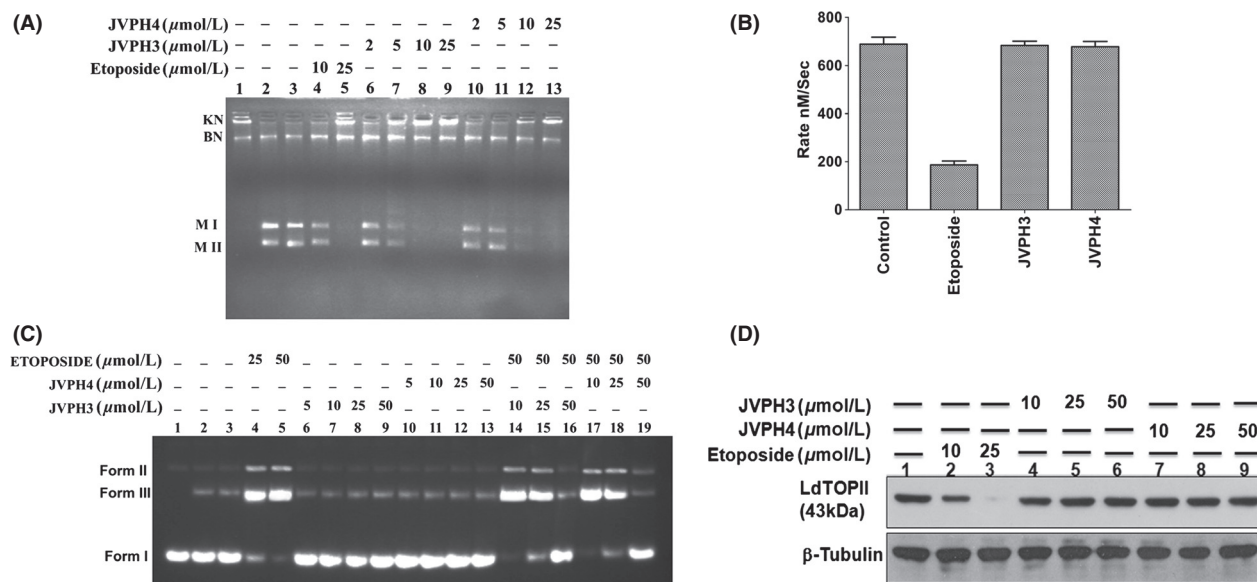 (A)
JVPH4 (µmol/L) – – – – – – – – – 2 5 10 25
JVPH3 (µmol/L) – – – – – 2 5 10 25 – – – –
Etoposide (µmol/L) – – – 10 25 – – – – – – – –
1 2 3 4 5 6 7 8 9 10 11 12 13
KN
BN
M I
M II
(B)
Rate nM/Sec
800
600
400
200
0
Control
Etoposide
JVPH3
JVPH4
(C)
ETOPOSIDE (µmol/L) – – – 25 50 – – – – – – – – 50 50 50 50 50 50
JVPH4 (µmol/L) – – – – – – – – – 5 10 25 50 – – – 10 25 50
JVPH3 (µmol/L) – – – – – 5 10 25 50 – – – – 10 25 50 – – –
1 2 3 4 5 6 7 8 9 10 11 12 13 14 15 16 17 18 19
Form II
Form III
Form I
(D)
JVPH3 (µmol/L) — — — 10 25 50 — — —
JVPH4 (µmol/L) — — — — — — 10 25 50
Etoposide (µmol/L) — 10 25 — — — — — —
1 2 3 4 5 6 7 8 9
LdTOPII
(43kDa)
β-Tubulin